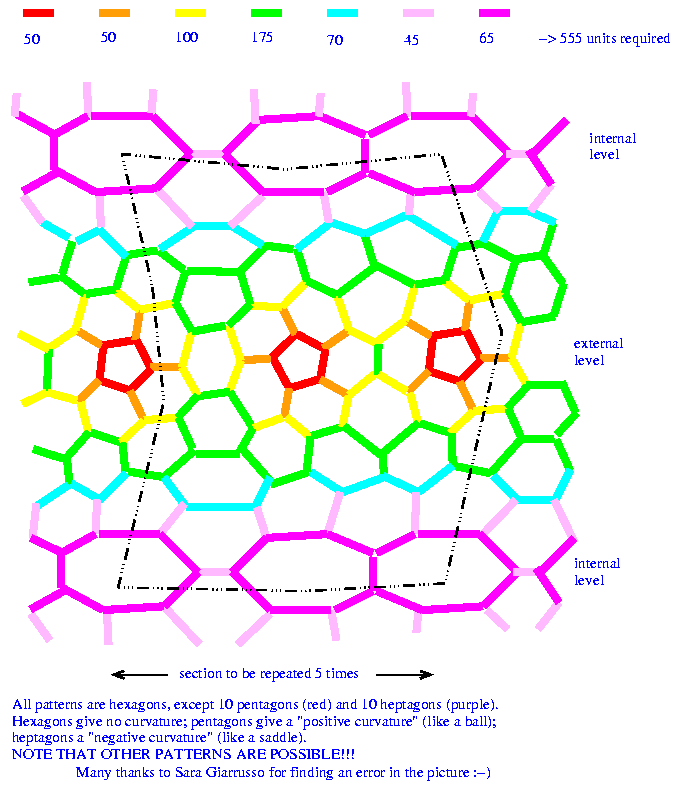 50 50 100 175 70 45 65 -> 555 units required
internal
level
external
level
internal
level
section to be repeated 5 times
All patterns are hexagons, except 10 pentagons (red) and 10 heptagons (purple).
Hexagons give no curvature; pentagons give a "positive curvature" (like a ball);
heptagons a "negative curvature" (like a saddle).
NOTE THAT OTHER PATTERNS ARE POSSIBLE!!!
Many thanks to Sara Giarrusso for finding an error in the picture :-)